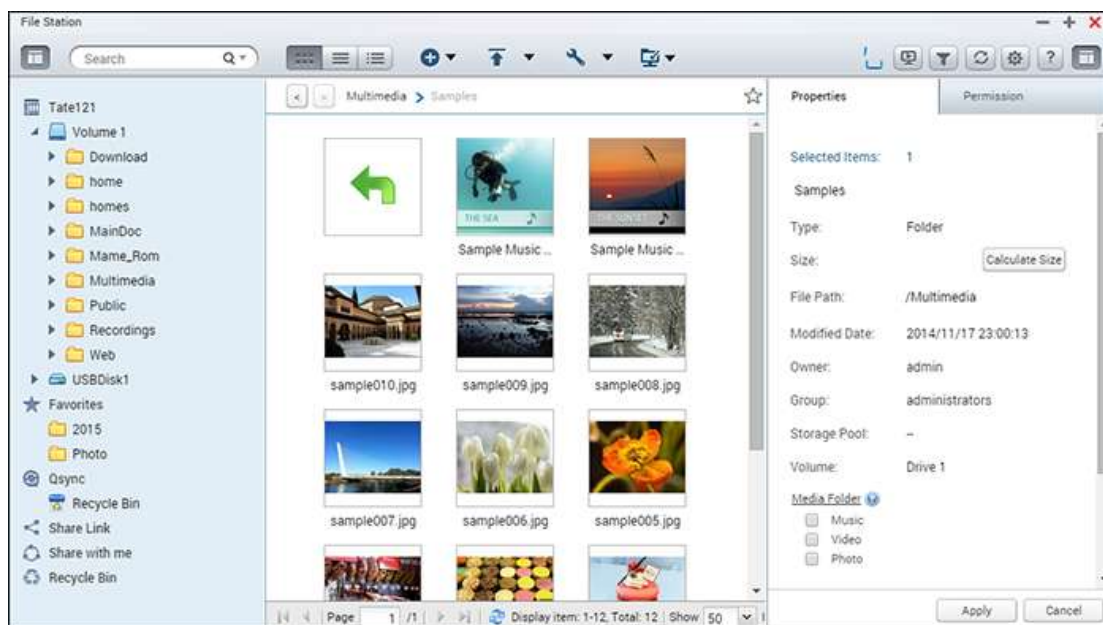 File Station
Search
Tate121
Volume 1
Download
home
homes
MainDoc
Mame_Rom
Multimedia
Public
Recordings
Web
USBDisk1
Favorites
2015
Photo
Qsync
Recycle Bin
Share Link
Share with me
Recycle Bin
Multimedia > Samples
THE SEA
THE SUNSET
Sample Music ...
Sample Music ...
sample010.jpg
sample009.jpg
sample008.jpg
sample007.jpg
sample006.jpg
sample005.jpg
Page 1 /1
Display item: 1-12, Total: 12
Show 50
Properties
Permission
Selected Items: 1
Samples
Type: Folder
Size: Calculate Size
File Path: /Multimedia
Modified Date: 2014/11/17 23:00:13
Owner: admin
Group: administrators
Storage Pool: --
Volume: Drive 1
Media Folder
Music
Video
Photo
Apply
Cancel